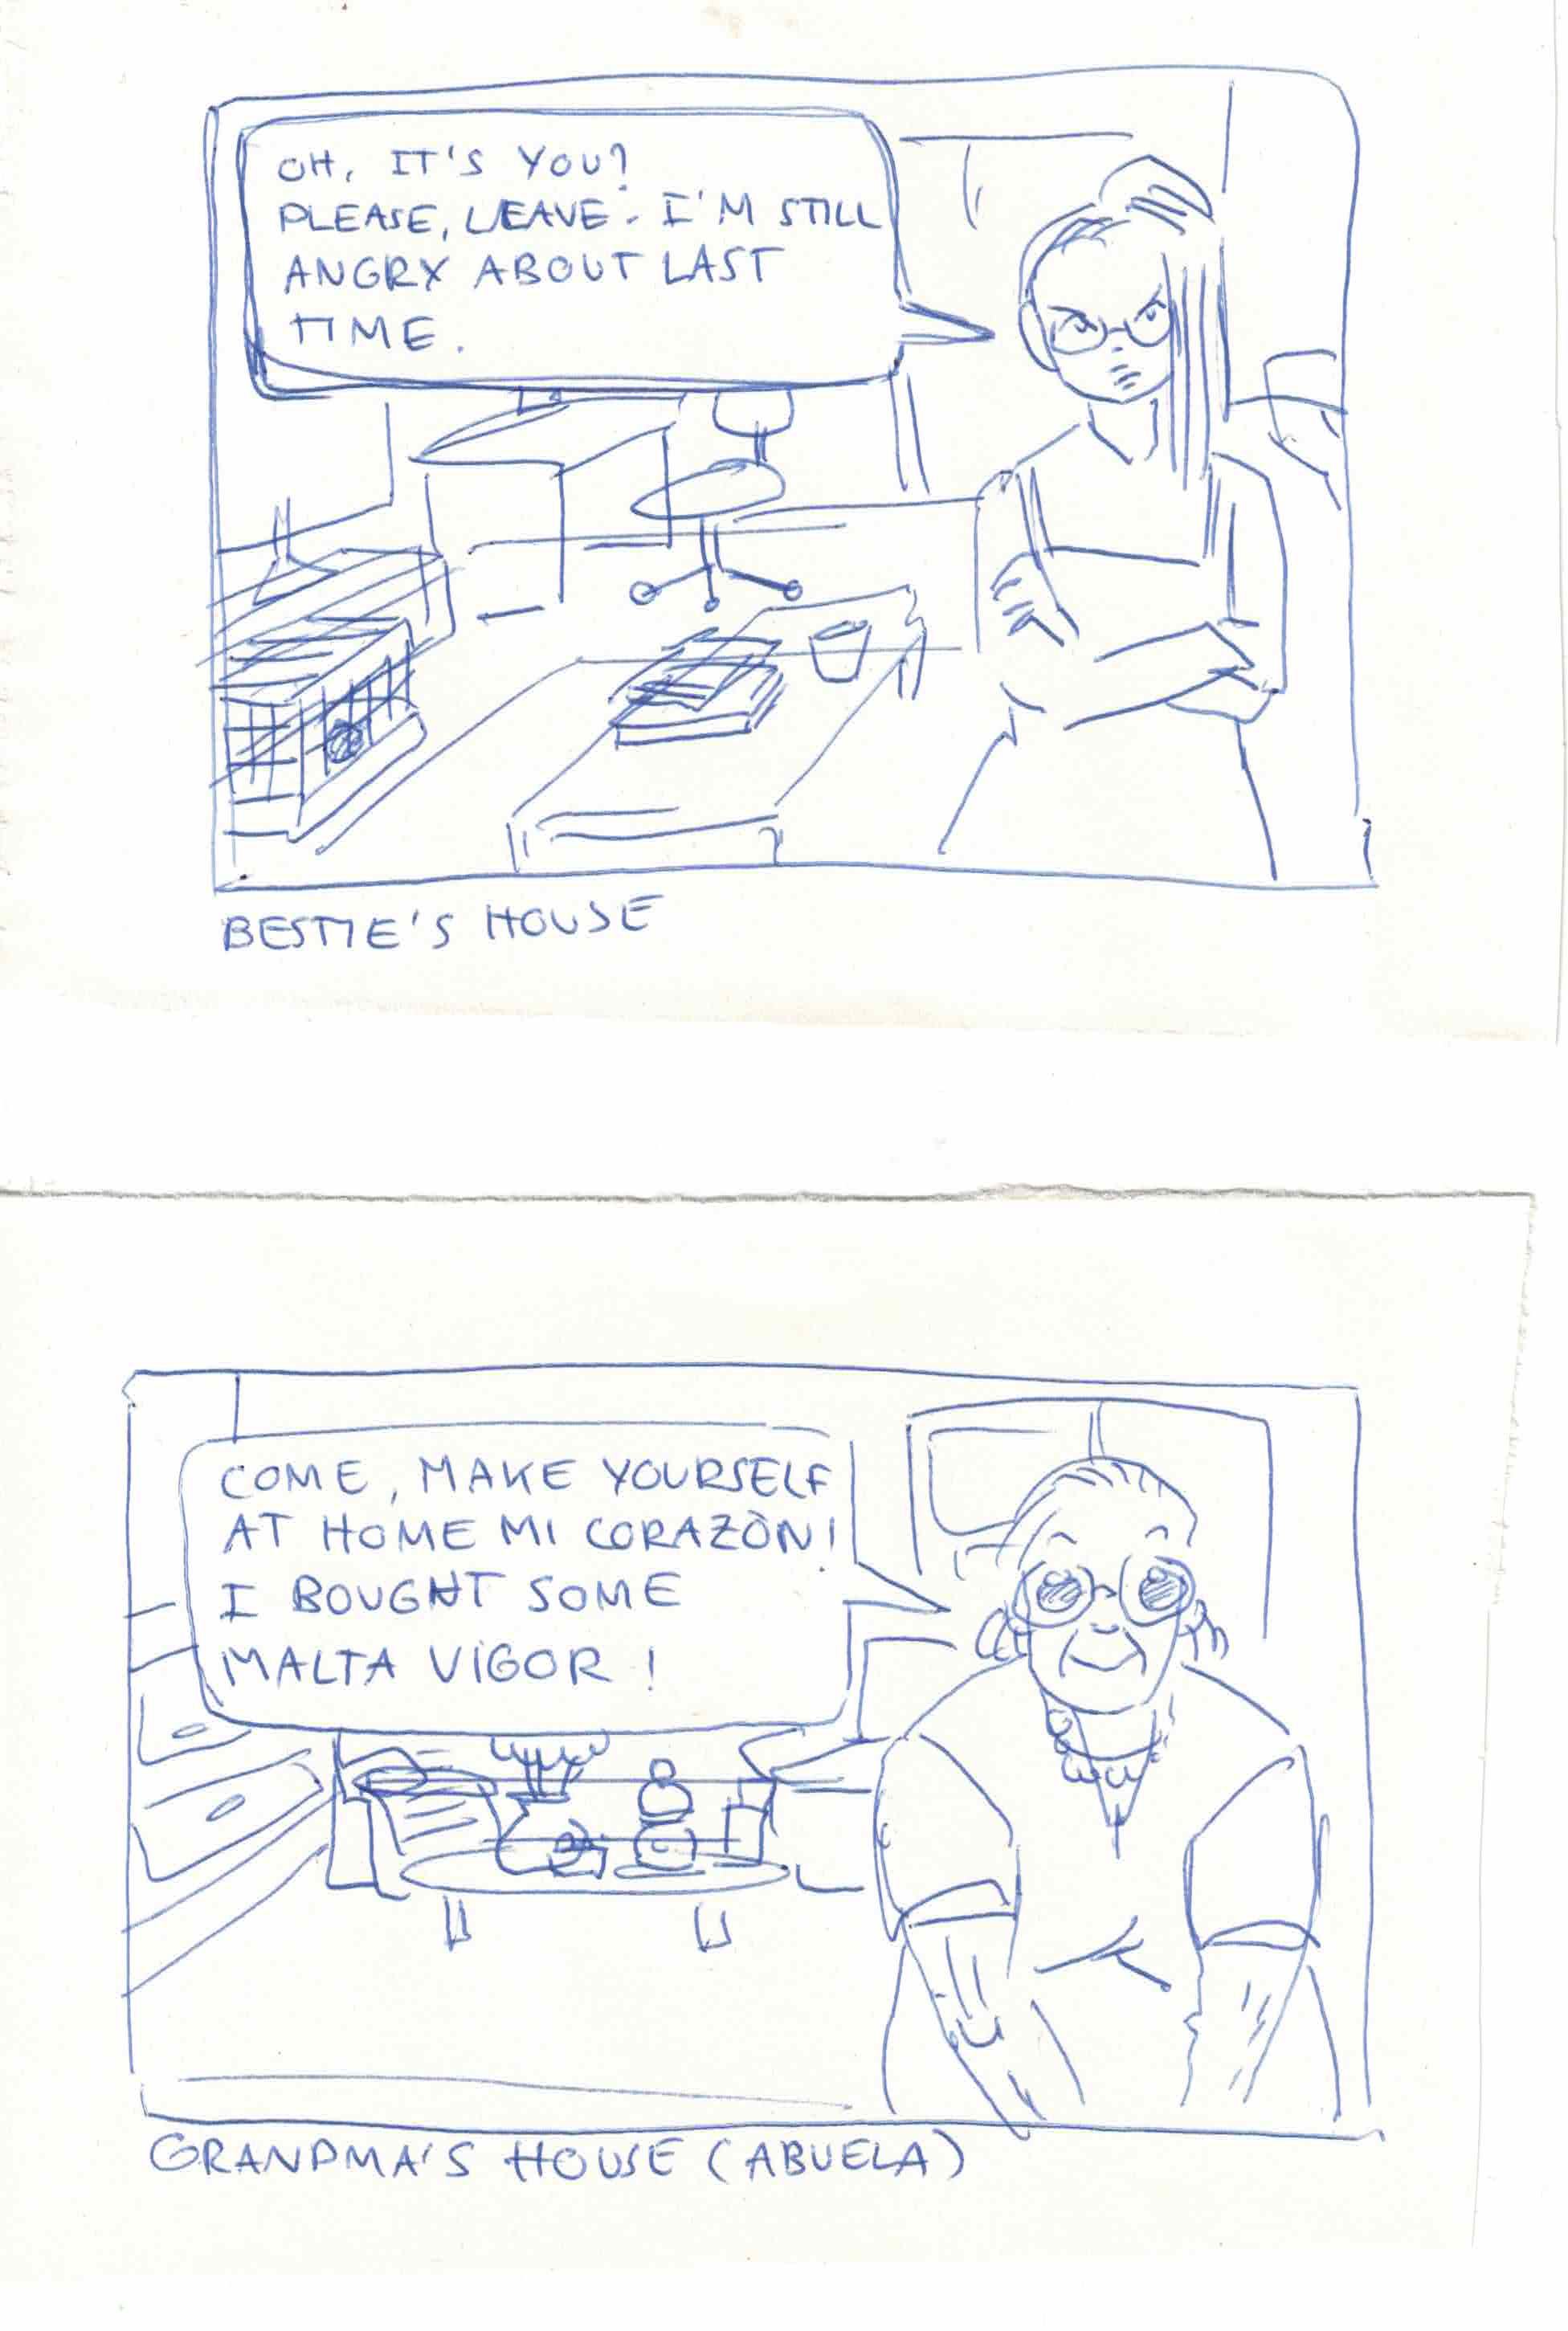 OH, IT'S YOU?
PLEASE, LEAVE. I'M STILL
ANGRY ABOUT LAST
TIME.
BESTIE'S HOUSE
COME, MAKE YOURSELF
AT HOME MI CORAZÒN!
I BOUGHT SOME
MALTA VIGOR!
GRANDMA'S HOUSE (ABUELA)